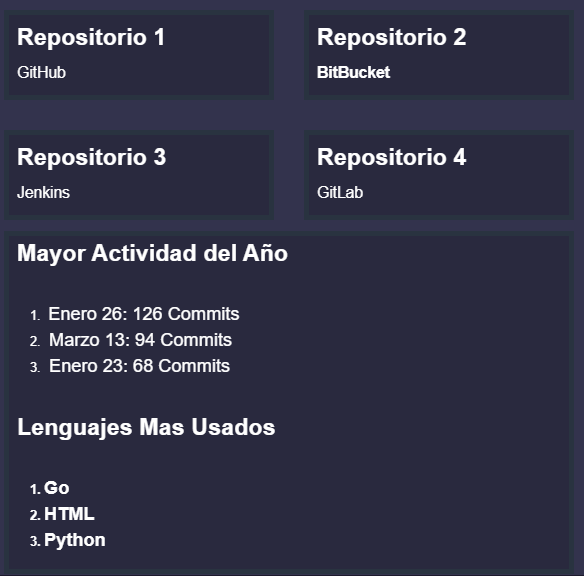 Repositorio 1
GitHub
Repositorio 2
BitBucket
Repositorio 3
Jenkins
Repositorio 4
GitLab
Mayor Actividad del Año
1. Enero 26: 126 Commits
2. Marzo 13: 94 Commits
3. Enero 23: 68 Commits
Lenguajes Mas Usados
1. Go
2. HTML
3. Python